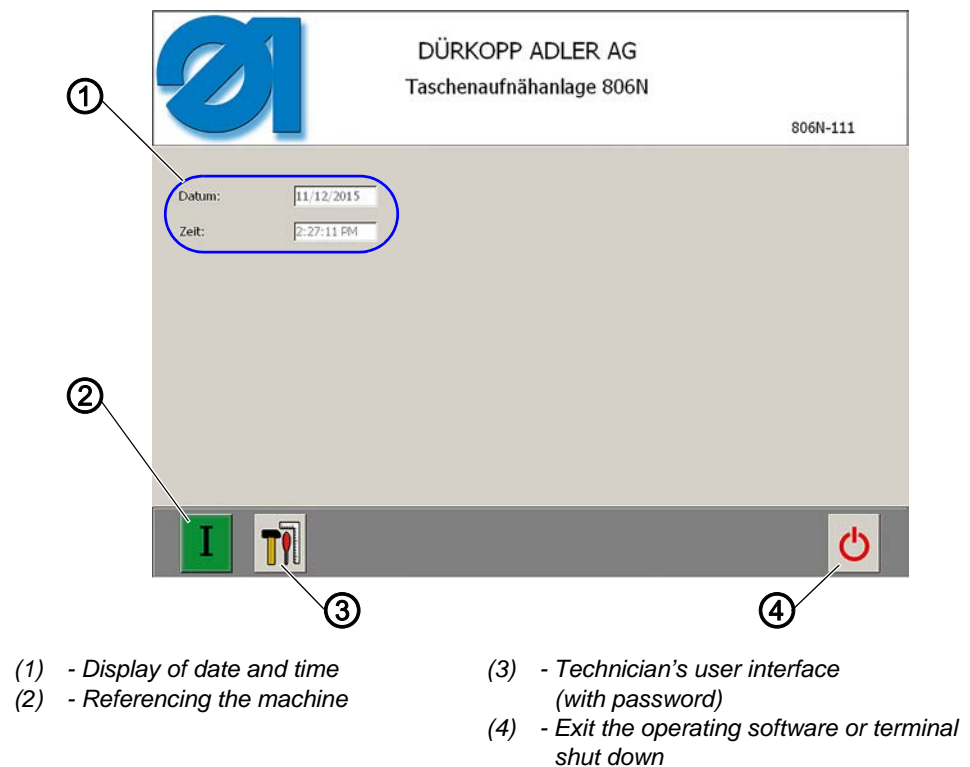 DÜRKOPP ADLER AG
Taschenaufnähanlage 806N
806N-111
1
Datum: 11/12/2015
Zeit: 2:27:11 PM
2
I
3
4
(1) - Display of date and time
(2) - Referencing the machine
(3) - Technician’s user interface
(with password)
(4) - Exit the operating software or terminal
shut down